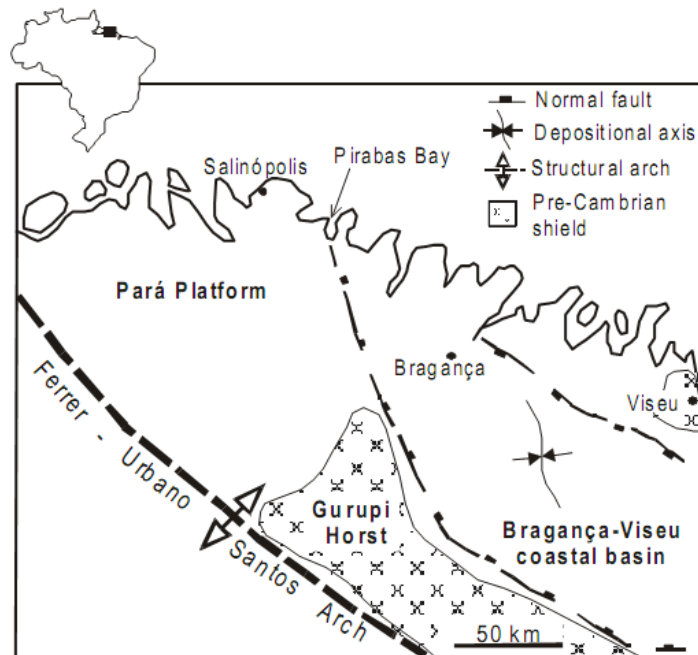 Normal fault
Depositional axis
Structural arch
Pre-Cambrian
shield
Salinópolis
Pirabas Bay
Pará Platform
Bragança
Viseu
Ferrer - Urbano Santos Arch
Gurupi
Horst
Bragança-Viseu
coastal basin
50 km